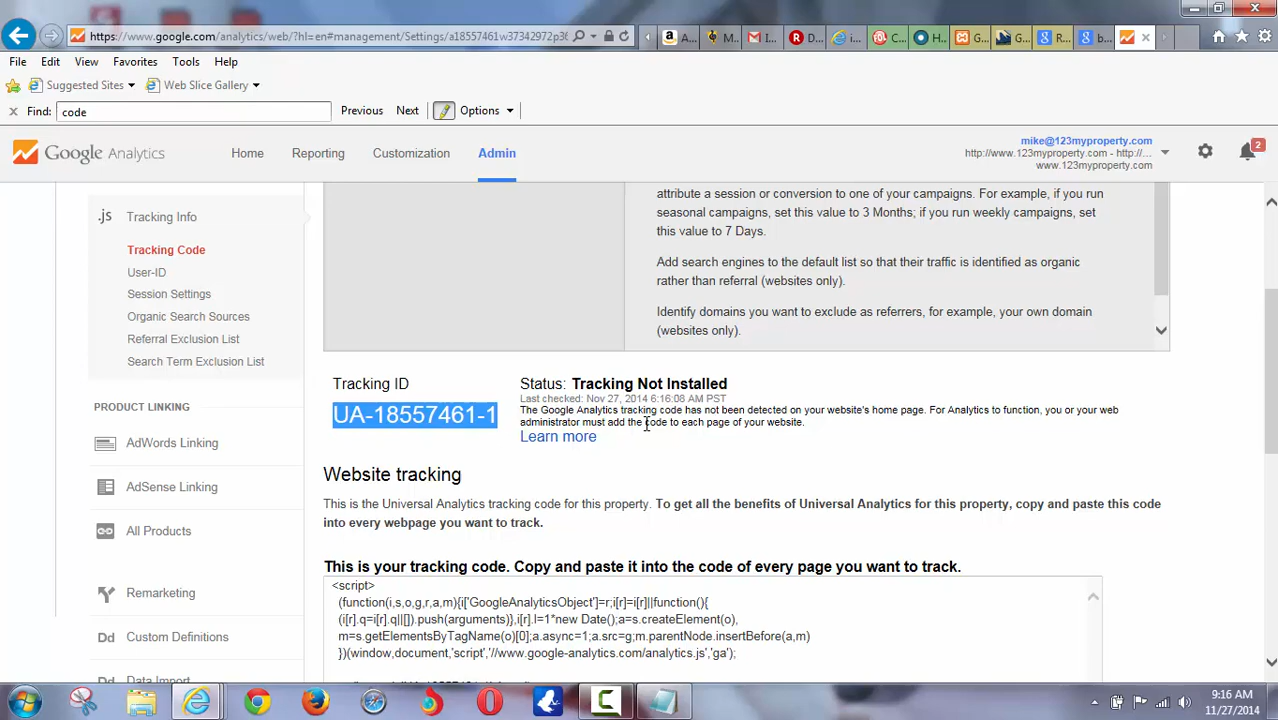 https://www.google.com/analytics/web/?hl=en#management/Settings/a18557461w37342972p36
A...
M...
I...
D...
i...
C...
H...
G...
G...
R...
b...
File Edit View Favorites Tools Help
Suggested Sites Web Slice Gallery
Find: code Previous Next Options
Google Analytics Home Reporting Customization Admin
mike@123myproperty.com
http://www.123myproperty.com - http://...
www.123myproperty.com
2
.js Tracking Info
Tracking Code
User-ID
Session Settings
Organic Search Sources
Referral Exclusion List
Search Term Exclusion List
PRODUCT LINKING
AdWords Linking
AdSense Linking
All Products
Remarketing
Dd Custom Definitions
Dd Data Import
attribute a session or conversion to one of your campaigns. For example, if you run
seasonal campaigns, set this value to 3 Months; if you run weekly campaigns, set
this value to 7 Days.
Add search engines to the default list so that their traffic is identified as organic
rather than referral (websites only).
Identify domains you want to exclude as referrers, for example, your own domain
(websites only).
Tracking ID
UA-18557461-1
Status: Tracking Not Installed
Last checked: Nov 27, 2014 6:16:08 AM PST
The Google Analytics tracking code has not been detected on your website's home page. For Analytics to function, you or your web
administrator must add the code to each page of your website.
Learn more
Website tracking
This is the Universal Analytics tracking code for this property. To get all the benefits of Universal Analytics for this property, copy and paste this code
into every webpage you want to track.
This is your tracking code. Copy and paste it into the code of every page you want to track.
<script>
(function(i,s,o,g,r,a,m){i['GoogleAnalyticsObject']=r;i[r]=i[r]||function(){
(i[r].q=i[r].q||[]).push(arguments)},i[r].l=1*new Date();a=s.createElement(o),
m=s.getElementsByTagName(o)[0];a.async=1;a.src=g;m.parentNode.insertBefore(a,m)
})(window,document,'script','//www.google-analytics.com/analytics.js','ga');
9:16 AM
11/27/2014